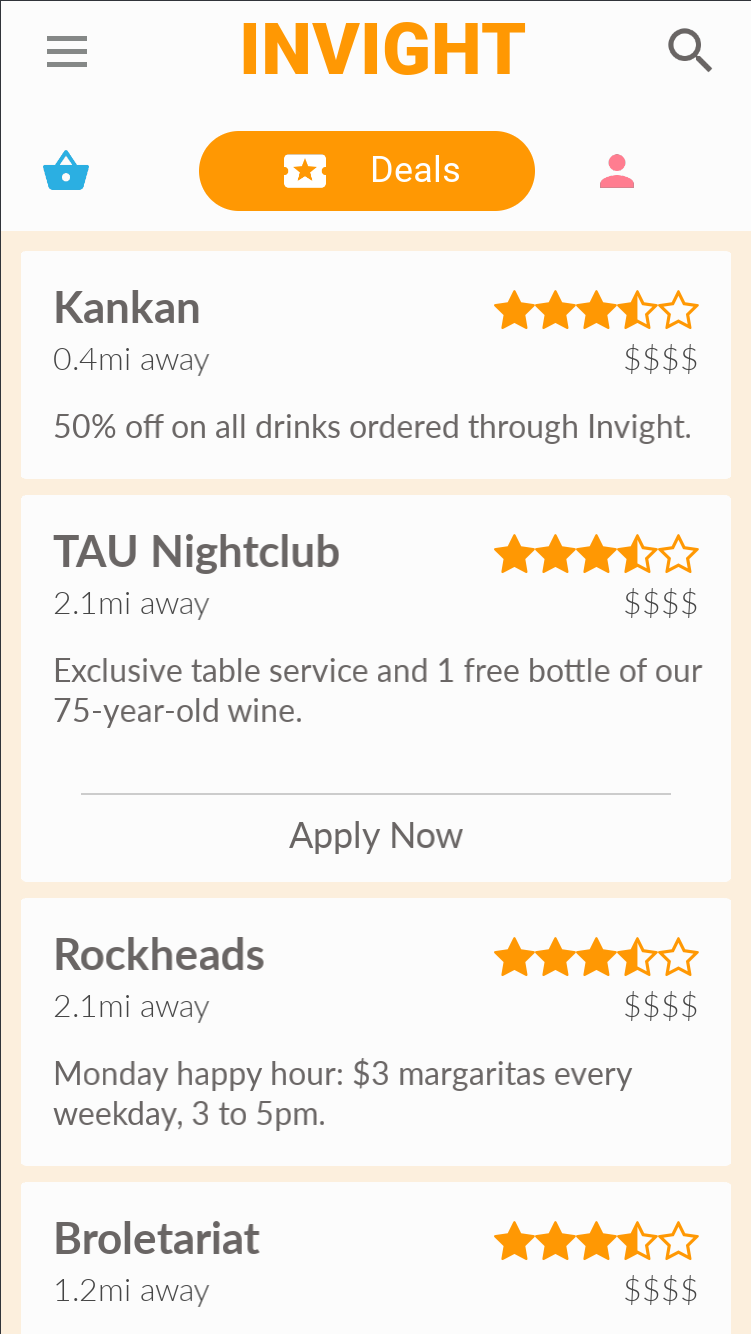 INVIGHT
Deals
Kankan
0.4mi away
$$$$
50% off on all drinks ordered through Invight.
TAU Nightclub
2.1mi away
$$$$
Exclusive table service and 1 free bottle of our
75-year-old wine.
Apply Now
Rockheads
2.1mi away
$$$$
Monday happy hour: $3 margaritas every
weekday, 3 to 5pm.
Broletariat
1.2mi away
$$$$